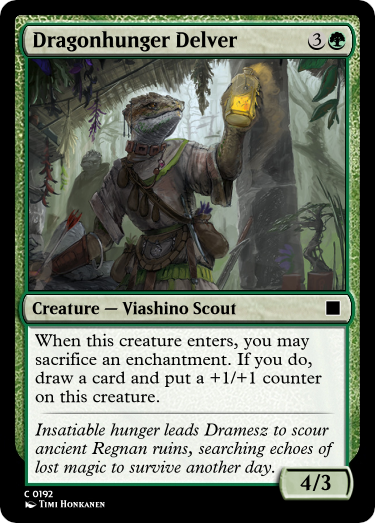 Dragonhunger Delver 3
Creature — Viashino Scout
When this creature enters, you may
sacrifice an enchantment. If you do,
draw a card and put a +1/+1 counter
on this creature.
Insatiable hunger leads Dramesz to scour
ancient Regnan ruins, searching echoes of
lost magic to survive another day.
4/3
C 0192
Timi Honkanen